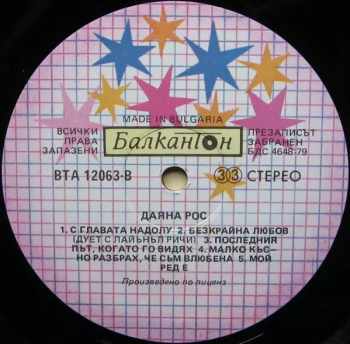 MADE IN BULGARIA
ВСИЧКИ ПРАВА ЗАПАЗЕНИ
Балкантон
ПРЕЗАПИСЪТ ЗАБРАНЕН БДС 4648:79
ВТА 12063-В
33 СТЕРЕО
ДАЯНА РОС
1. С ГЛАВАТА НАДОЛУ 2. БЕЗКРАЙНА ЛЮБОВ
(ДУЕТ С ЛАЙЪНЪЛ РИЧИ) 3. ПОСЛЕДНИЯ
ПЪТ, КОГАТО ГО ВИДЯХ 4. МАЛКО КЪС-
НО РАЗБРАХ, ЧЕ СЪМ ВЛЮБЕНА 5. МОЙ
РЕД Е
Произведено по лиценз